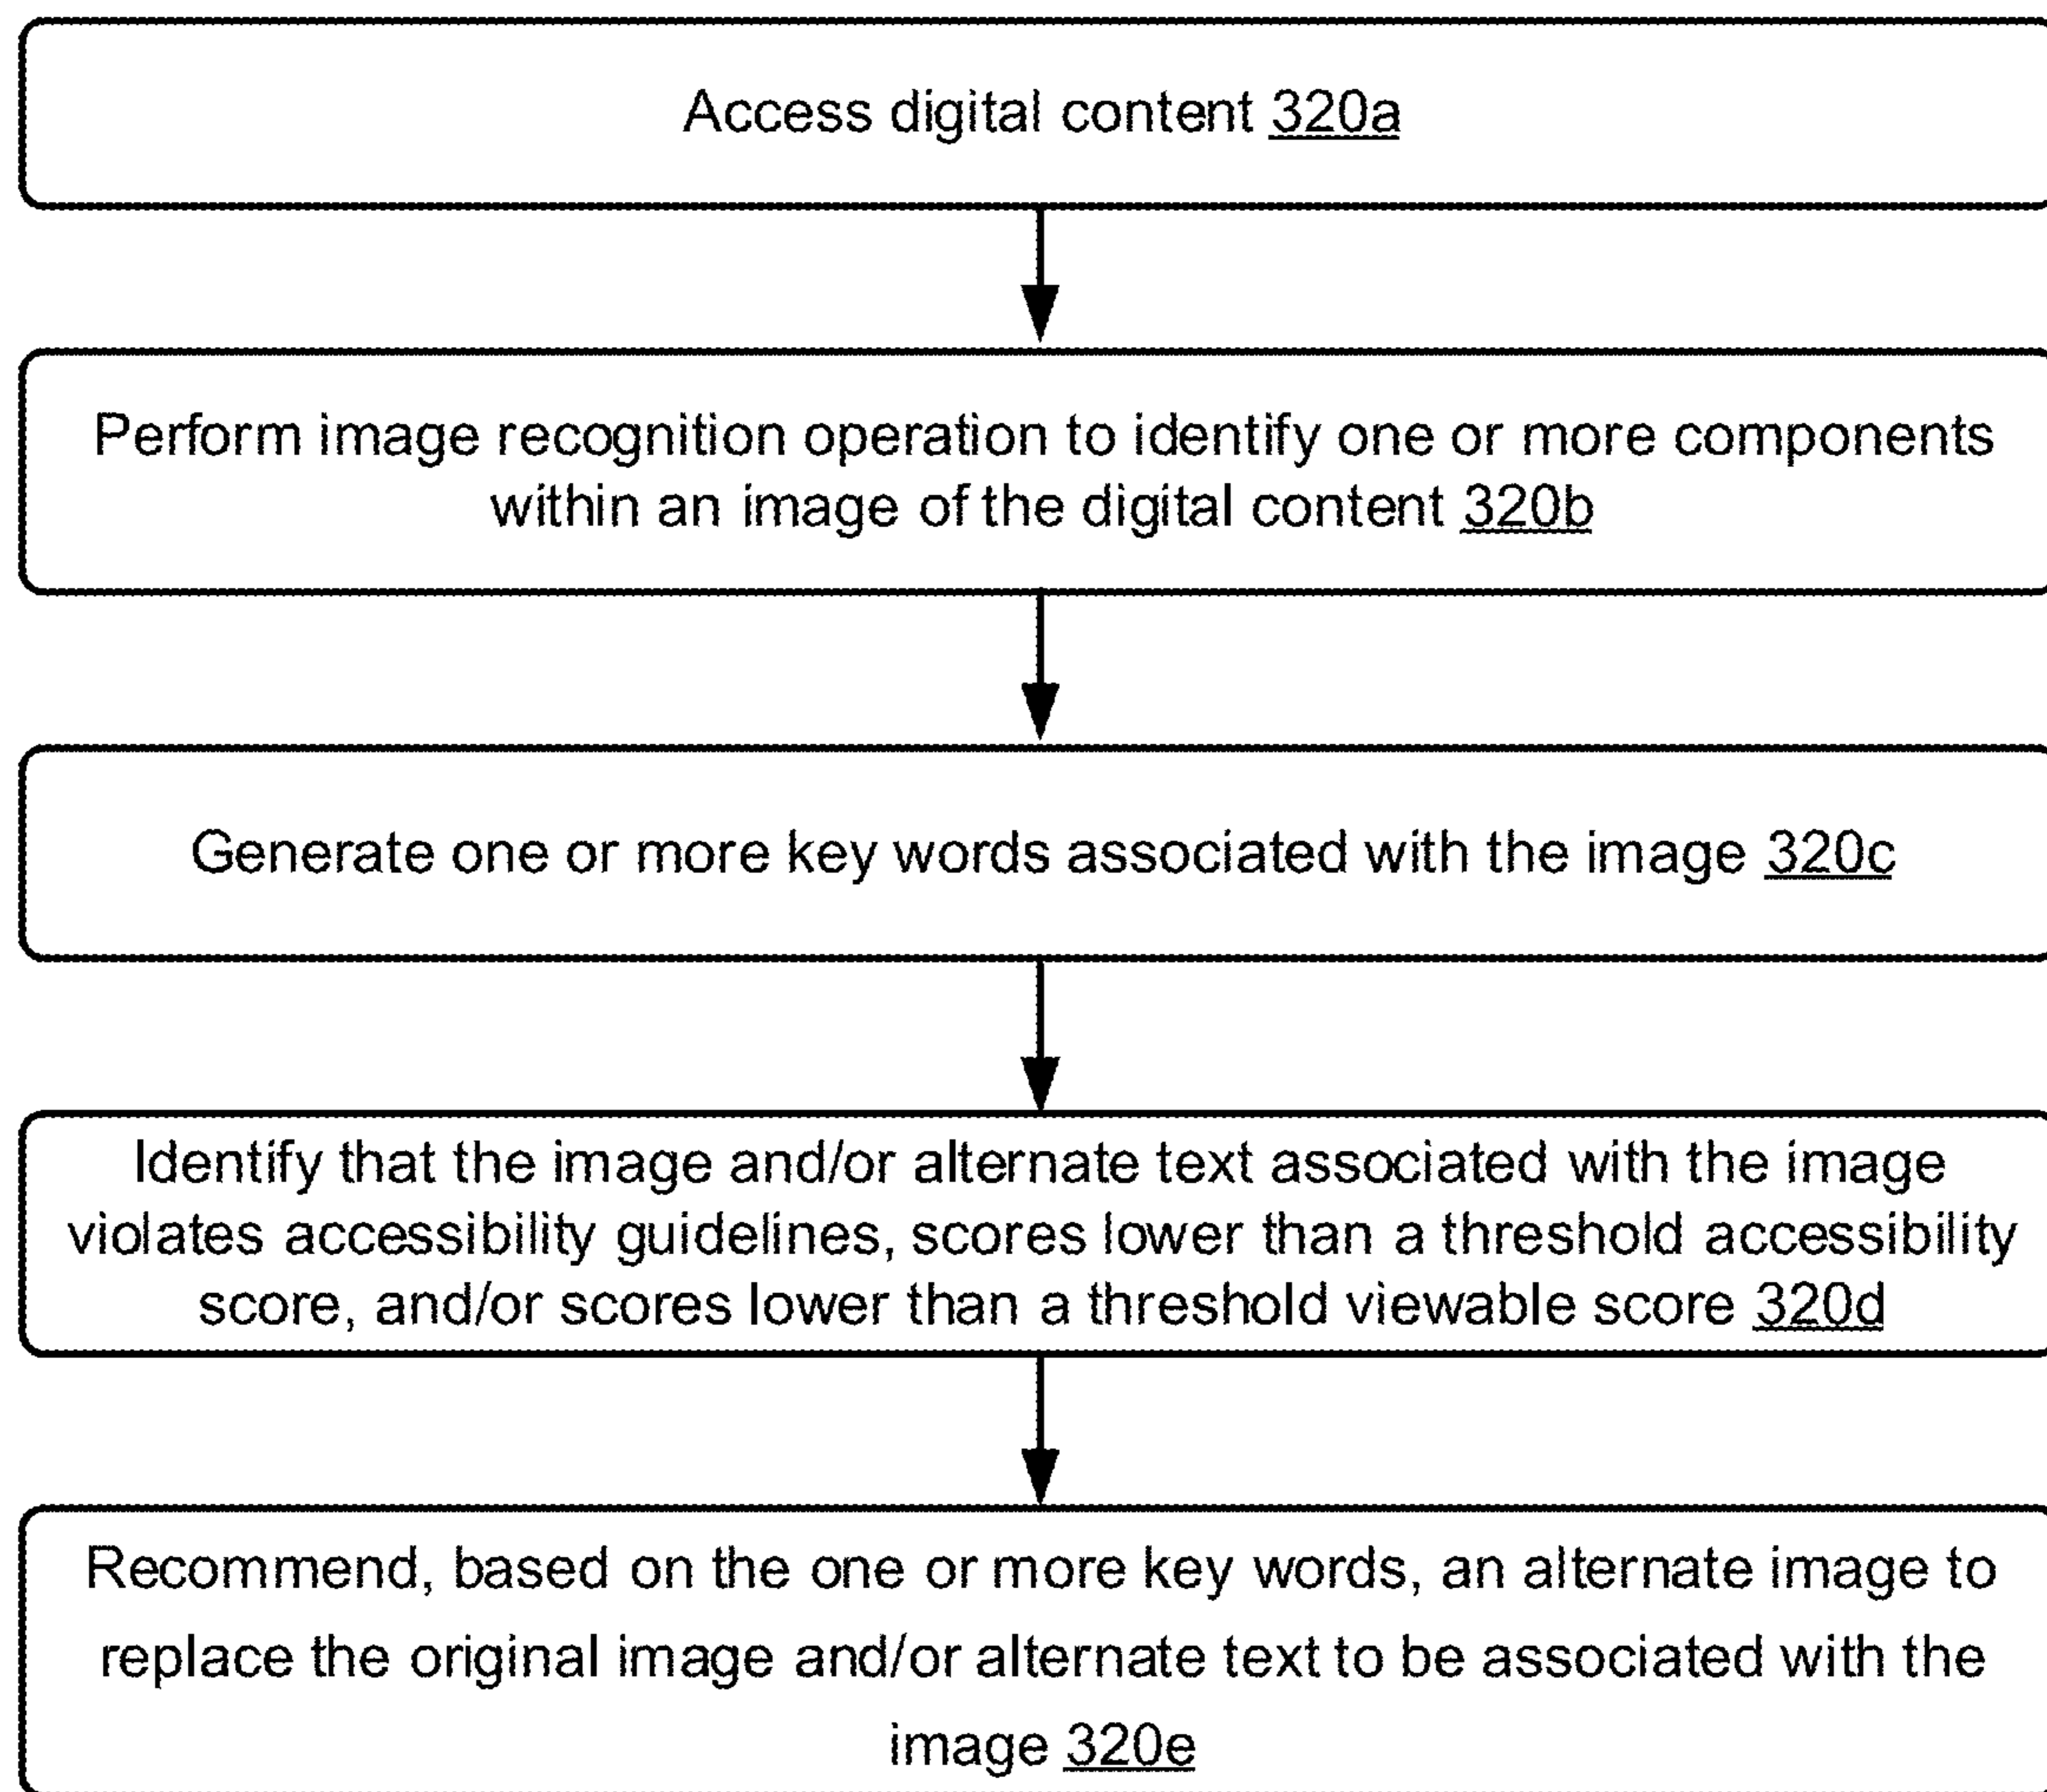 Access digital content 320a
Perform image recognition operation to identify one or more components
within an image of the digital content 320b
Generate one or more key words associated with the image 320c
Identify that the image and/or alternate text associated with the image
violates accessibility guidelines, scores lower than a threshold accessibility
score, and/or scores lower than a threshold viewable score 320d
Recommend, based on the one or more key words, an alternate image to
replace the original image and/or alternate text to be associated with the
image 320e